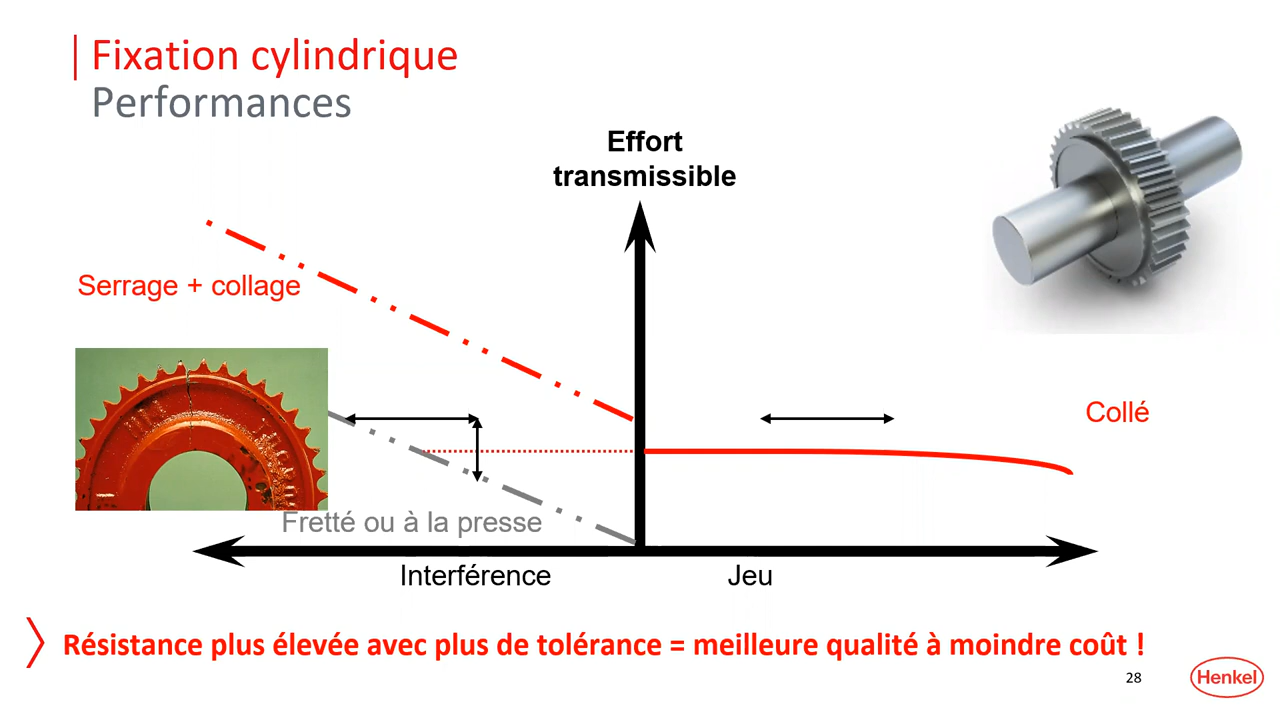 Fixation cylindrique
Performances
Effort
transmissible
Serrage + collage
Collé
Fretté ou à la presse
Interférence
Jeu
Résistance plus élevée avec plus de tolérance = meilleure qualité à moindre coût !
28
Henkel